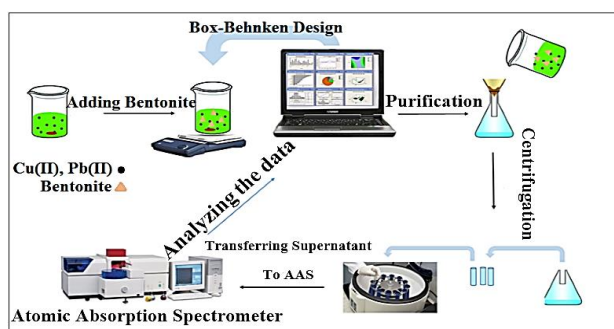 Box-Behnken Design
Adding Bentonite
Purification
Cu(II), Pb(II)
Bentonite
Analyzing the data
Centrifugation
Transferring Supernatant
To AAS
Atomic Absorption Spectrometer